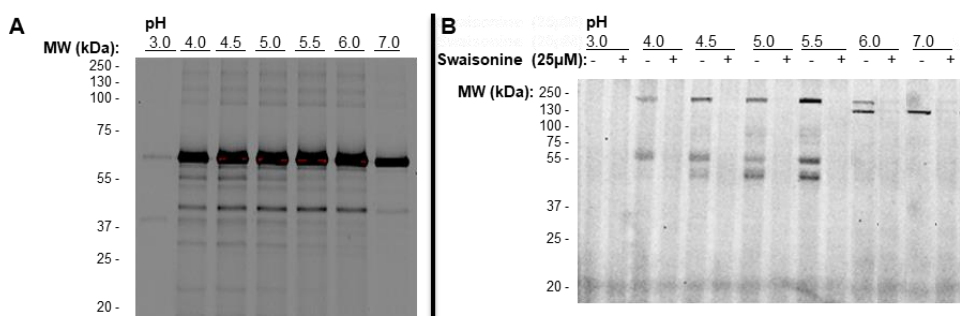 A
pH
MW (kDa): 3.0 4.0 4.5 5.0 5.5 6.0 7.0
250 -
130 -
100 -
75 -
55 -
37 -
25 -
20 -
B
pH
3.0 4.0 4.5 5.0 5.5 6.0 7.0
Swaisonine (25µM): - + - + - + - + - + - + - +
MW (kDa):
250 -
130 -
100 -
75 -
55 -
37 -
25 -
20 -